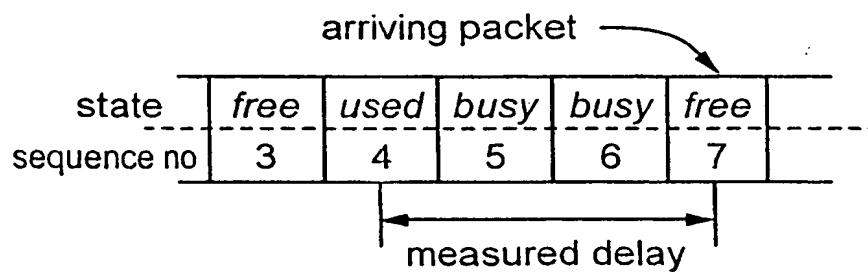 arriving packet
state free used busy busy free
sequence no 3 4 5 6 7
measured delay